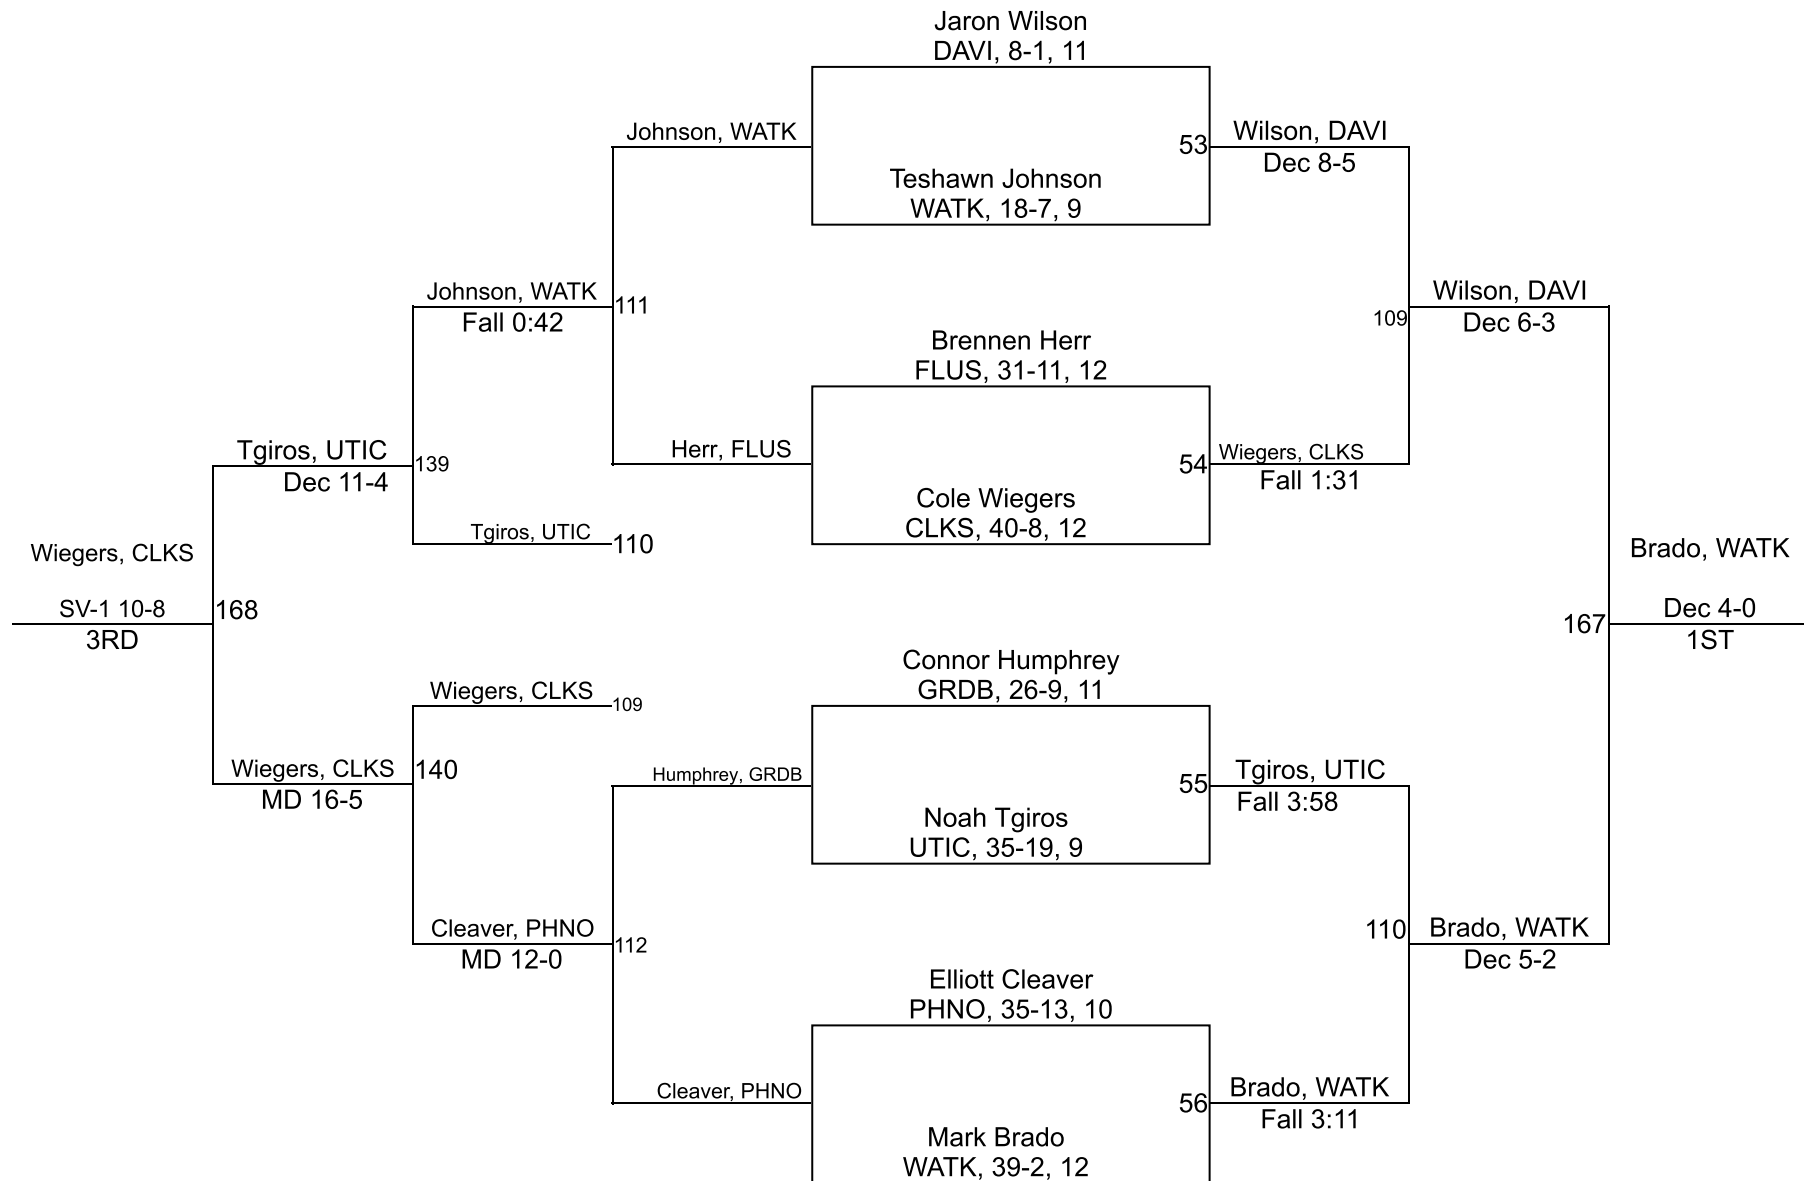 Jaron Wilson
DAVI, 8-1, 11
Johnson, WATK
53
Wilson, DAVI
Dec 8-5
Teshawn Johnson
WATK, 18-7, 9
Johnson, WATK
Fall 0:42
111
Wilson, DAVI
Dec 6-3
109
Brennen Herr
FLUS, 31-11, 12
Herr, FLUS
54
Wiegers, CLKS
Fall 1:31
Tgiros, UTIC
Dec 11-4
139
Cole Wiegers
CLKS, 40-8, 12
Tgiros, UTIC
110
Wiegers, CLKS
SV-1 10-8
3RD
168
Brado, WATK
Dec 4-0
1ST
167
Connor Humphrey
GRDB, 26-9, 11
Wiegers, CLKS
109
Humphrey, GRDB
55
Tgiros, UTIC
Fall 3:58
Wiegers, CLKS
MD 16-5
140
Noah Tgiros
UTIC, 35-19, 9
Cleaver, PHNO
MD 12-0
112
110
Brado, WATK
Dec 5-2
Elliott Cleaver
PHNO, 35-13, 10
Cleaver, PHNO
56
Brado, WATK
Fall 3:11
Mark Brado
WATK, 39-2, 12